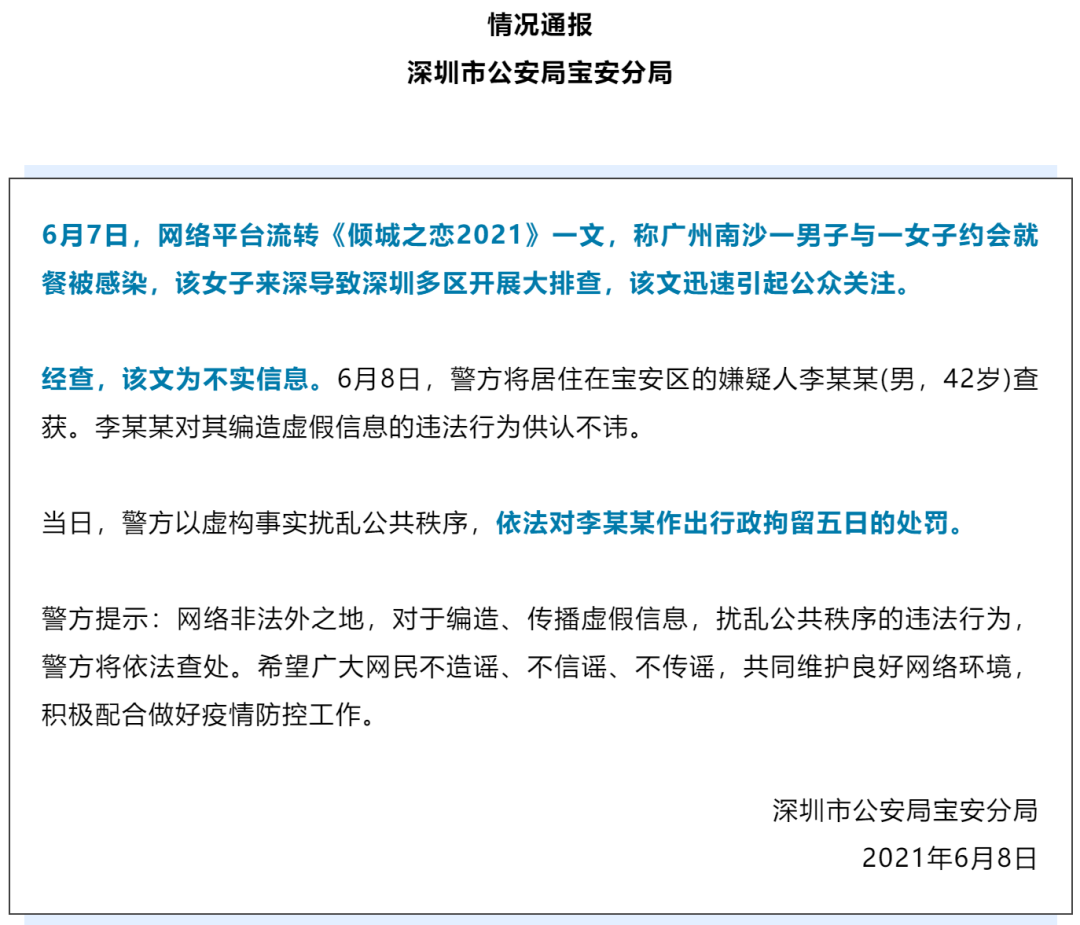 情况通报
深圳市公安局宝安分局
6月7日，网络平台流转《倾城之恋2021》一文，称广州南沙一男子与一女子约会就
餐被感染，该女子来深导致深圳多区开展大排查，该文迅速引起公众关注。
经查，该文为不实信息。6月8日，警方将居住在宝安区的嫌疑人李某某(男，42岁)查
获。李某某对其编造虚假信息的违法行为供认不讳。
当日，警方以虚构事实扰乱公共秩序，依法对李某某作出行政拘留五日的处罚。
警方提示：网络非法外之地，对于编造、传播虚假信息，扰乱公共秩序的违法行为，
警方将依法查处。希望广大网民不造谣、不信谣、不传谣，共同维护良好网络环境，
积极配合做好疫情防控工作。
深圳市公安局宝安分局
2021年6月8日